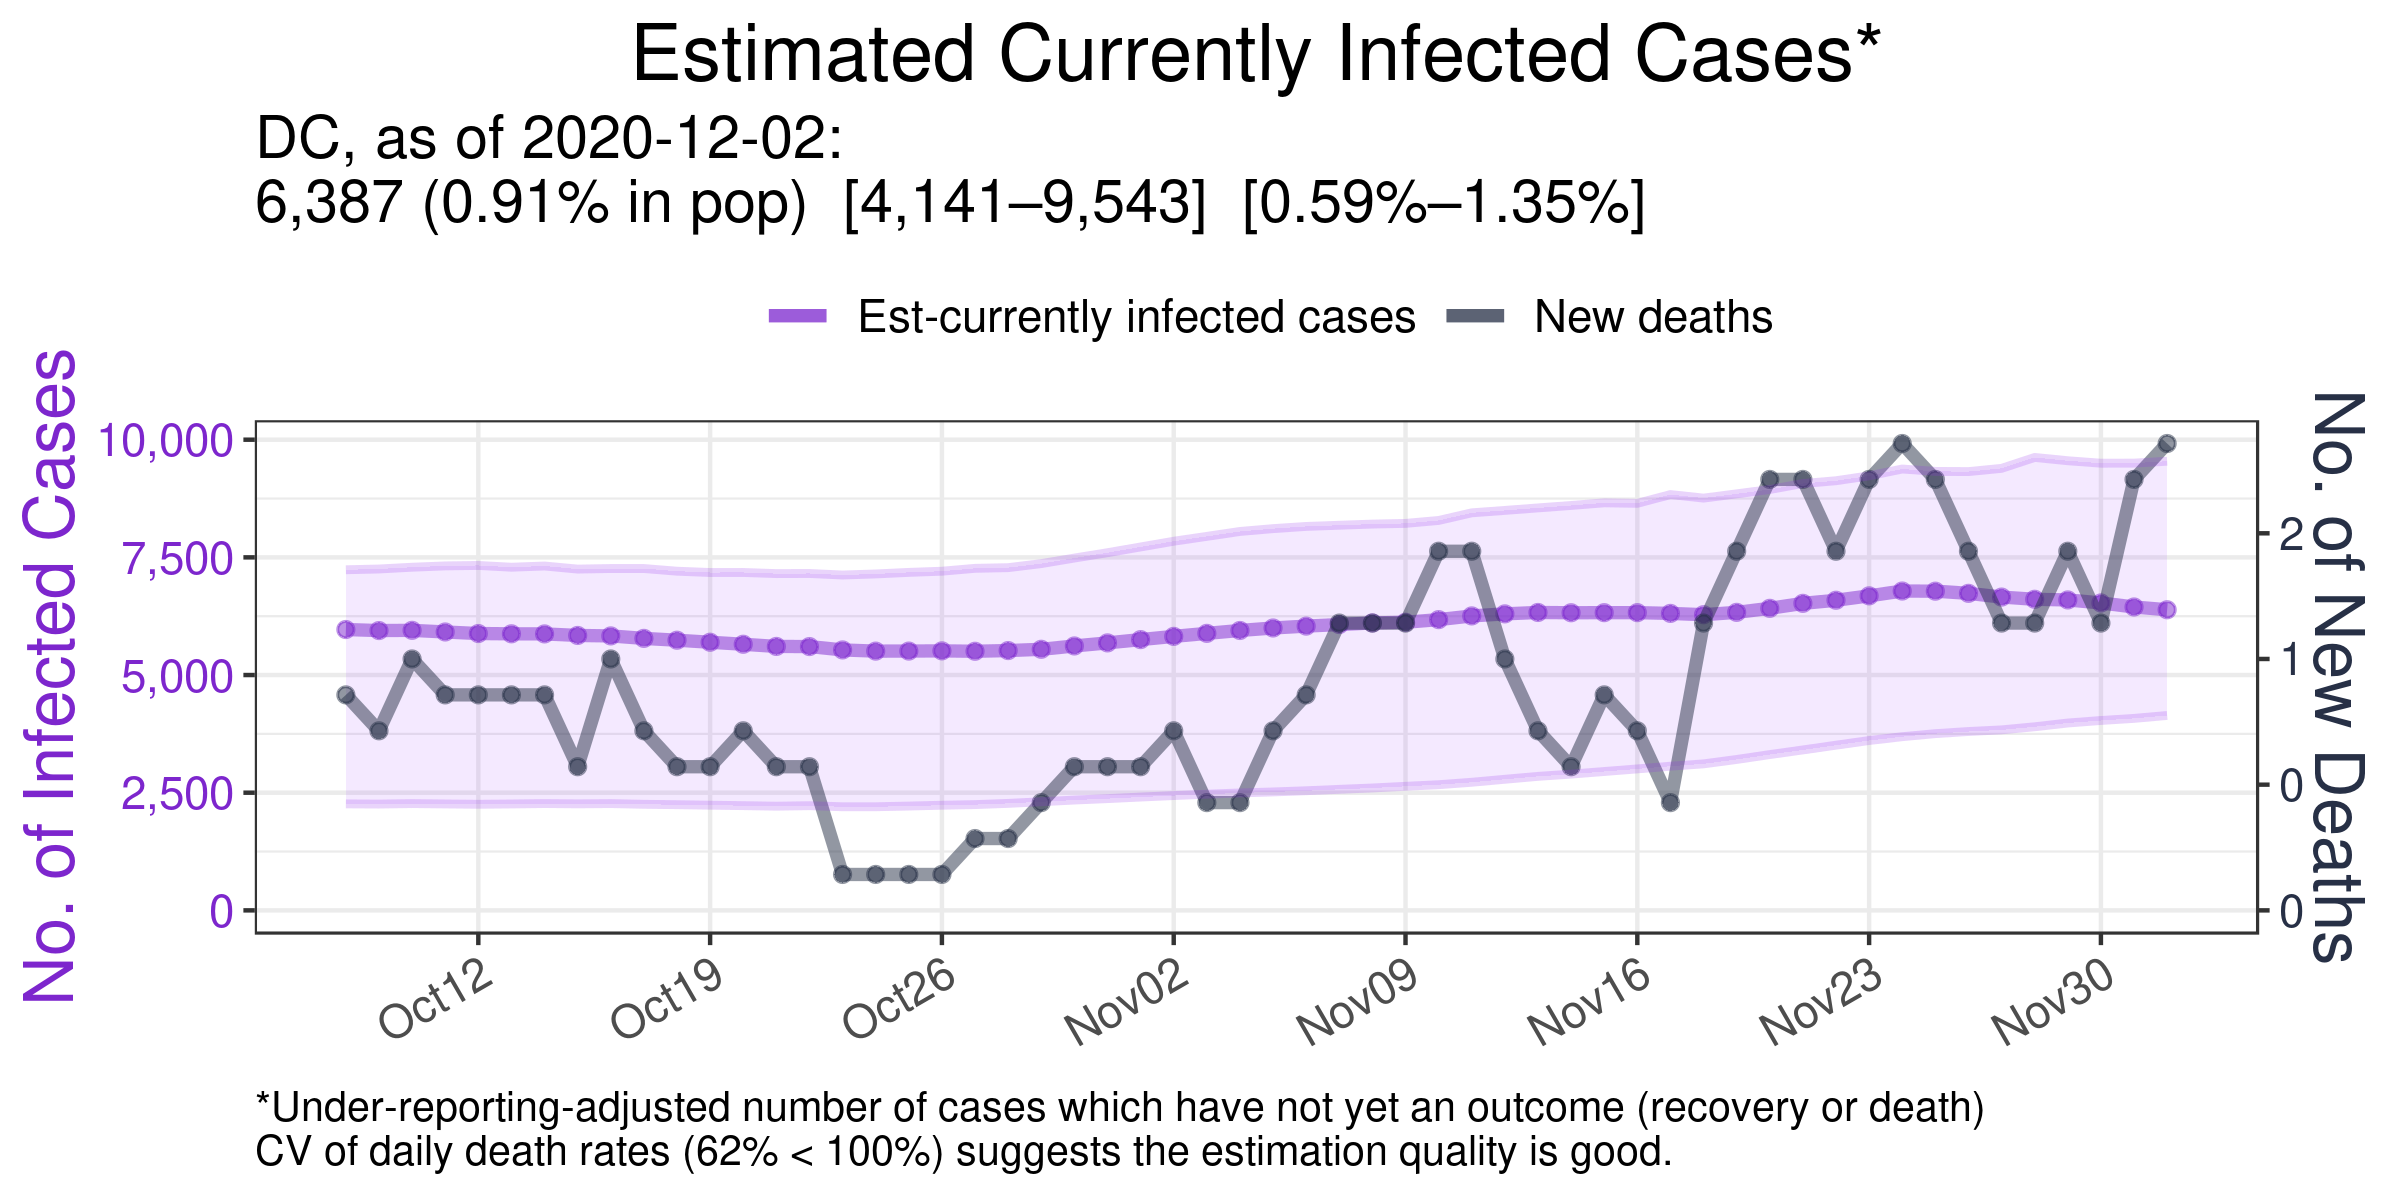 Estimated Currently Infected Cases*
DC, as of 2020-12-02:
6,387 (0.91% in pop)  [4,141–9,543]  [0.59%–1.35%]
Est-currently infected cases
New deaths
No. of Infected Cases
10,000
7,500
5,000
2,500
0
No. of New Deaths
2
1
0
0
Oct12
Oct19
Oct26
Nov02
Nov09
Nov16
Nov23
Nov30
*Under-reporting-adjusted number of cases which have not yet an outcome (recovery or death)
CV of daily death rates (62% < 100%) suggests the estimation quality is good.